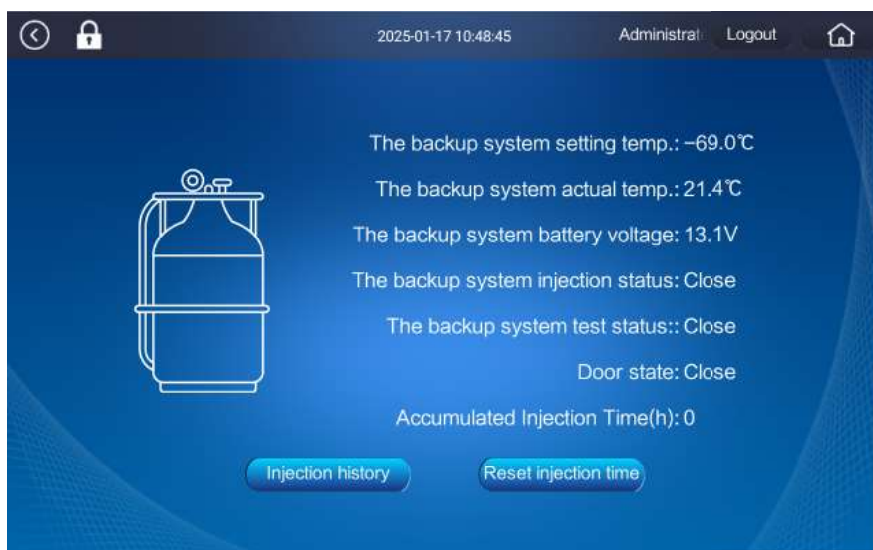 2025-01-17 10:48:45 Administrat Logout
The backup system setting temp.: -69.0℃
The backup system actual temp.: 21.4℃
The backup system battery voltage: 13.1V
The backup system injection status: Close
The backup system test status:: Close
Door state: Close
Accumulated Injection Time(h): 0
Injection history Reset injection time